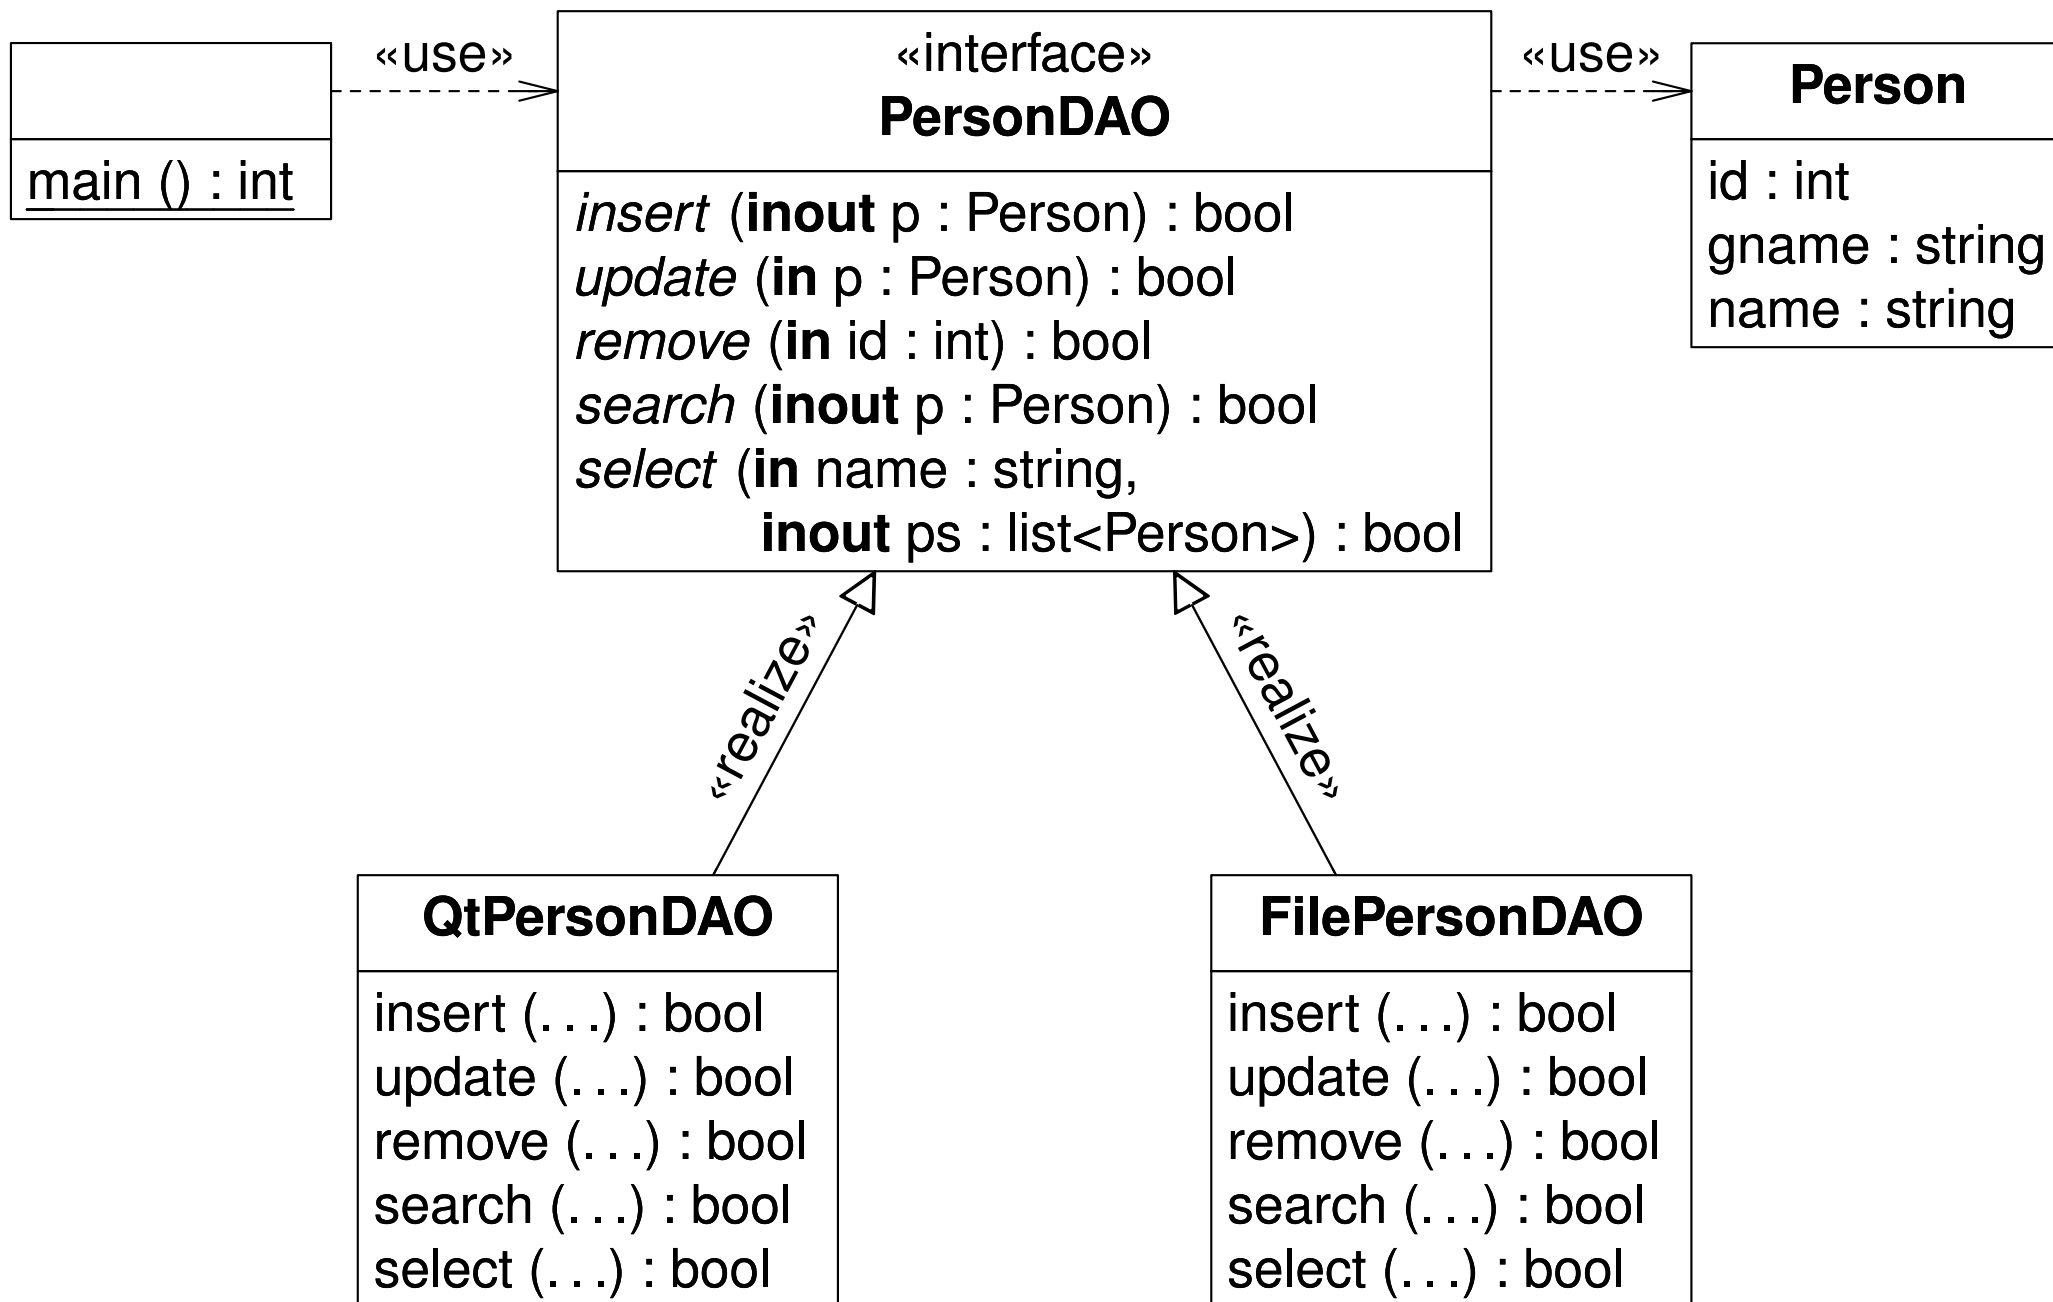 «use»
main () : int
«interface»
PersonDAO
insert (inout p : Person) : bool
update (in p : Person) : bool
remove (in id : int) : bool
search (inout p : Person) : bool
select (in name : string,
inout ps : list<Person>) : bool
«use»
Person
id : int
gname : string
name : string
«realize»
«realize»
QtPersonDAO
insert (. . .) : bool
update (. . .) : bool
remove (. . .) : bool
search (. . .) : bool
select (. . .) : bool
FilePersonDAO
insert (. . .) : bool
update (. . .) : bool
remove (. . .) : bool
search (. . .) : bool
select (. . .) : bool